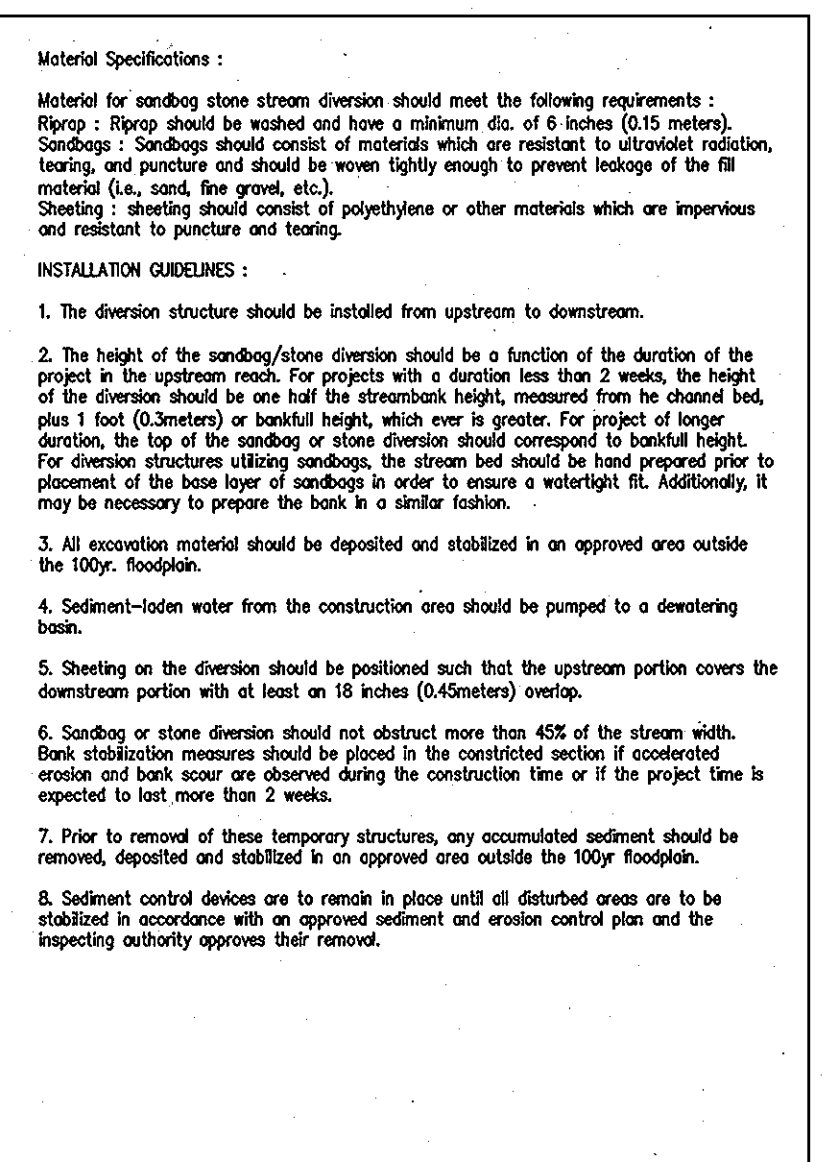 Material Specifications :
Material for sandbag stone stream diversion should meet the following requirements :
Riprap : Riprap should be washed and have a minimum dia. of 6 inches (0.15 meters).
Sandbags : Sandbags should consist of materials which are resistant to ultraviolet radiation,
tearing, and puncture and should be woven tightly enough to prevent leakage of the fill
material (i.e., sand, fine gravel, etc.).
Sheeting : sheeting should consist of polyethylene or other materials which are impervious
and resistant to puncture and tearing.
INSTALLATION GUIDELINES :
1. The diversion structure should be installed from upstream to downstream.
2. The height of the sandbag/stone diversion should be a function of the duration of the
project in the upstream reach. For projects with a duration less than 2 weeks, the height
of the diversion should be one half the streambank height, measured from he channel bed,
plus 1 foot (0.3meters) or bankfull height, which ever is greater. For project of longer
duration, the top of the sandbag or stone diversion should correspond to bankfull height.
For diversion structures utilizing sandbags, the stream bed should be hand prepared prior to
placement of the base layer of sandbags in order to ensure a watertight fit. Additionally, it
may be necessary to prepare the bank in a similar fashion.
3. All excavation material should be deposited and stabilized in an approved area outside
the 100yr. floodplain.
4. Sediment-laden water from the construction area should be pumped to a dewatering
basin.
5. Sheeting on the diversion should be positioned such that the upstream portion covers the
downstream portion with at least an 18 inches (0.45meters) overlap.
6. Sandbag or stone diversion should not obstruct more than 45% of the stream width.
Bank stabilization measures should be placed in the constricted section if accelerated
erosion and bank scour are observed during the construction time or if the project time is
expected to last more than 2 weeks.
7. Prior to removal of these temporary structures, any accumulated sediment should be
removed, deposited and stabilized in an approved area outside the 100yr floodplain.
8. Sediment control devices are to remain in place until all disturbed areas are to be
stabilized in accordance with an approved sediment and erosion control plan and the
inspecting authority approves their removal.